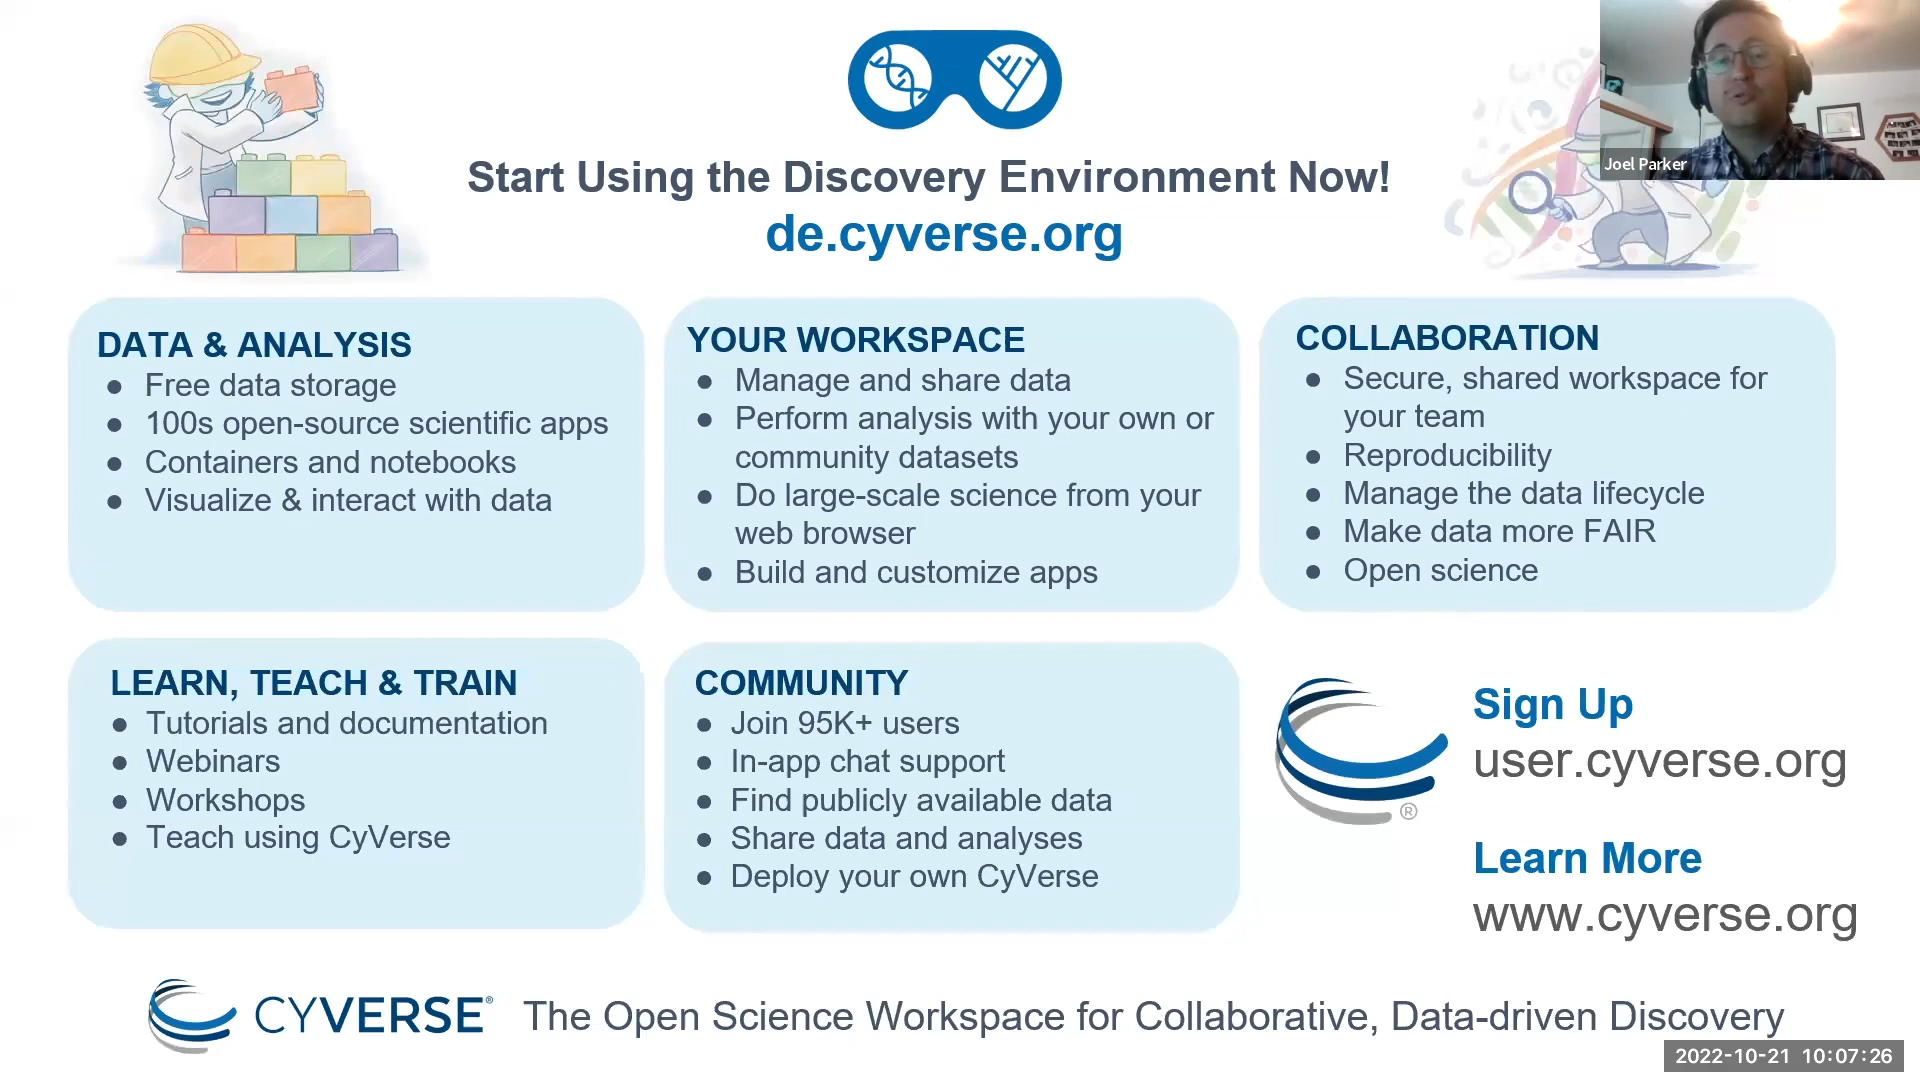 Start Using the Discovery Environment Now!
de.cyverse.org
Joel Parker
DATA & ANALYSIS
● Free data storage
● 100s open-source scientific apps
● Containers and notebooks
● Visualize & interact with data
YOUR WORKSPACE
● Manage and share data
● Perform analysis with your own or
community datasets
● Do large-scale science from your
web browser
● Build and customize apps
COLLABORATION
● Secure, shared workspace for
your team
● Reproducibility
● Manage the data lifecycle
● Make data more FAIR
● Open science
LEARN, TEACH & TRAIN
● Tutorials and documentation
● Webinars
● Workshops
● Teach using CyVerse
COMMUNITY
● Join 95K+ users
● In-app chat support
● Find publicly available data
● Share data and analyses
● Deploy your own CyVerse
®
Sign Up
user.cyverse.org
Learn More
www.cyverse.org
CYVERSE® The Open Science Workspace for Collaborative, Data-driven Discovery
2022-10-21 10:07:26